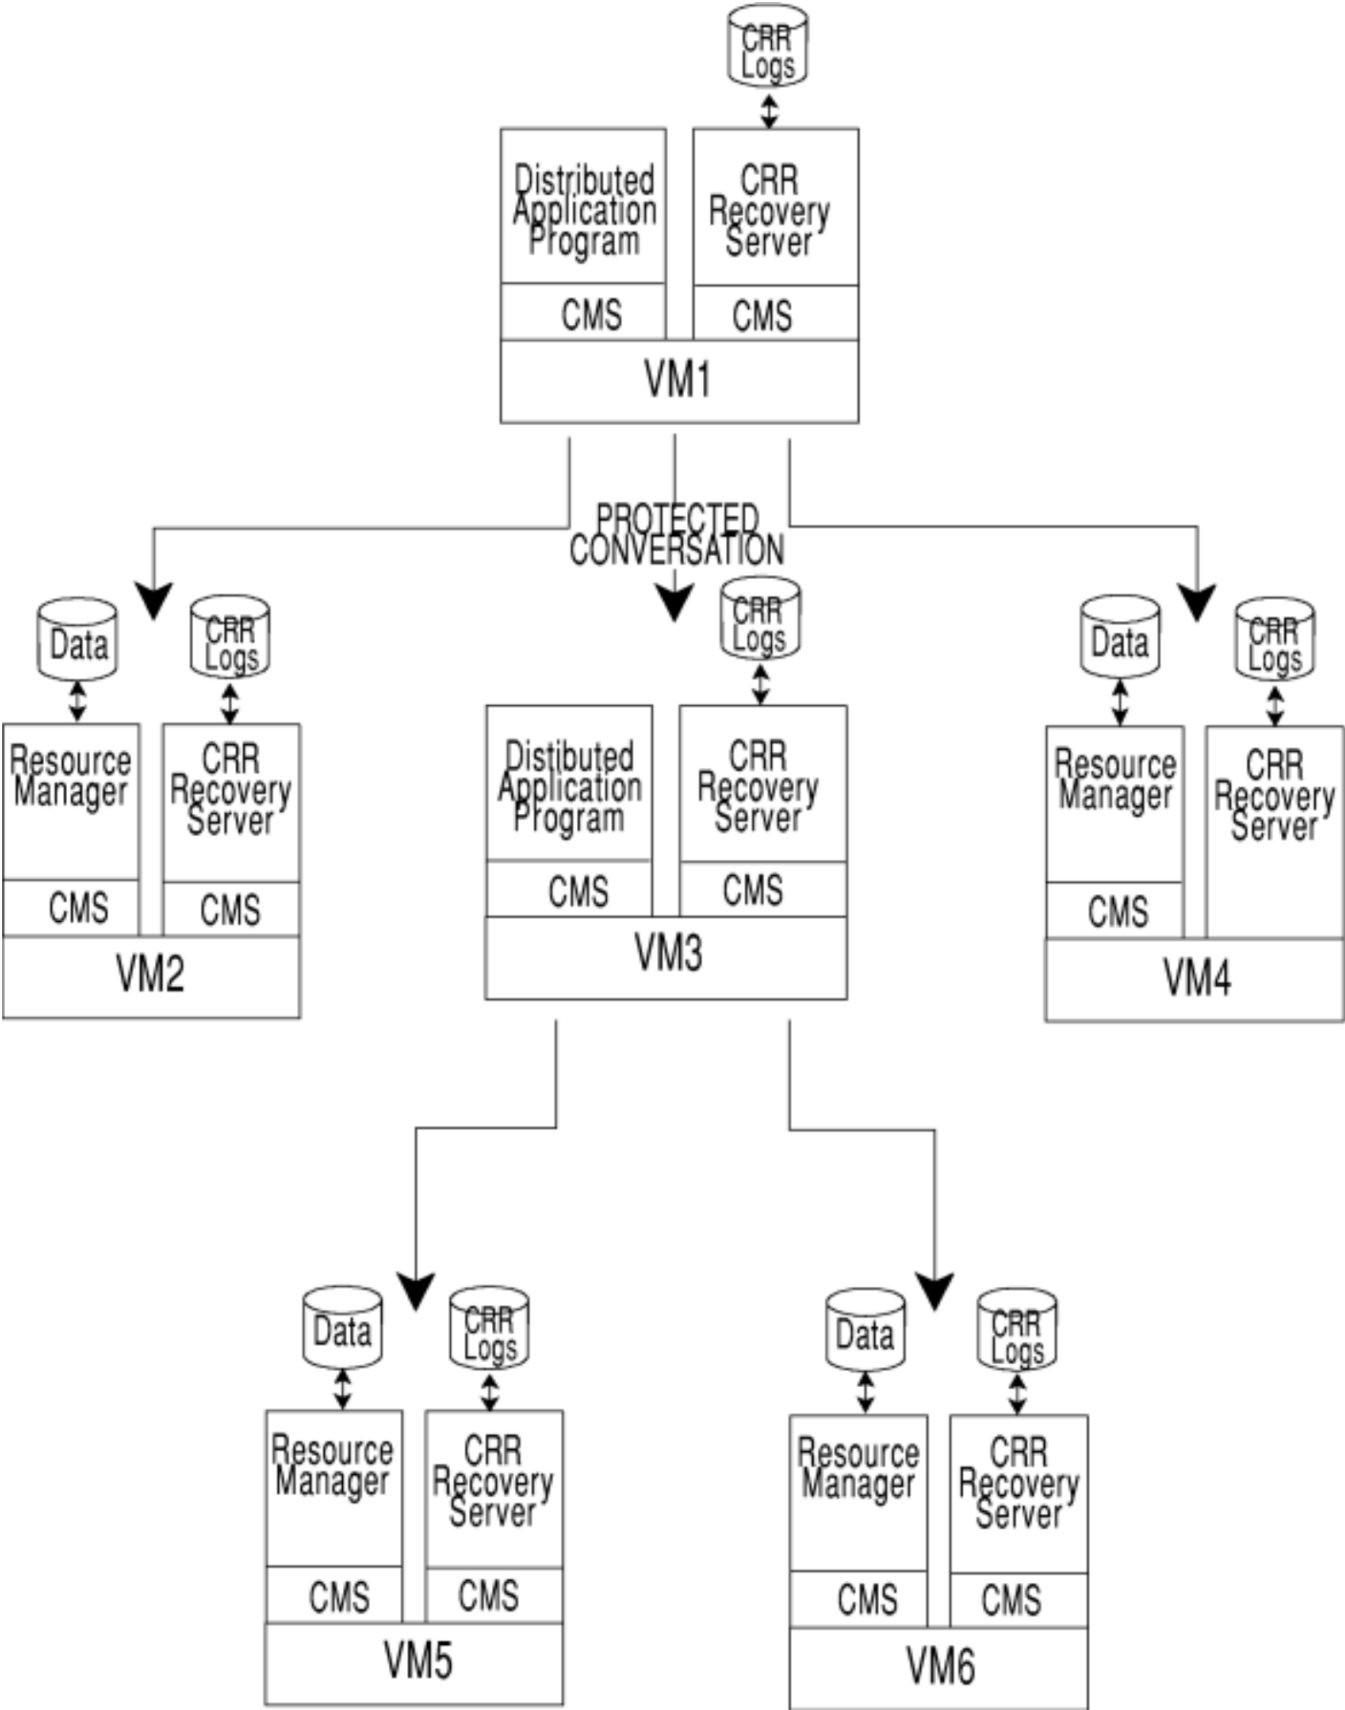 CRR
Logs
Distributed
Application
Program
CMS
CRR
Recovery
Server
CMS
VM1
PROTECTED
CONVERSATION
Data
CRR
Logs
Resource
Manager
CMS
CRR
Recovery
Server
CMS
VM2
CRR
Logs
Distibuted
Application
Program
CMS
CRR
Recovery
Server
CMS
VM3
Data
CRR
Logs
Resource
Manager
CMS
CRR
Recovery
Server
VM4
Data
CRR
Logs
Resource
Manager
CMS
CRR
Recovery
Server
CMS
VM5
Data
CRR
Logs
Resource
Manager
CMS
CRR
Recovery
Server
CMS
VM6